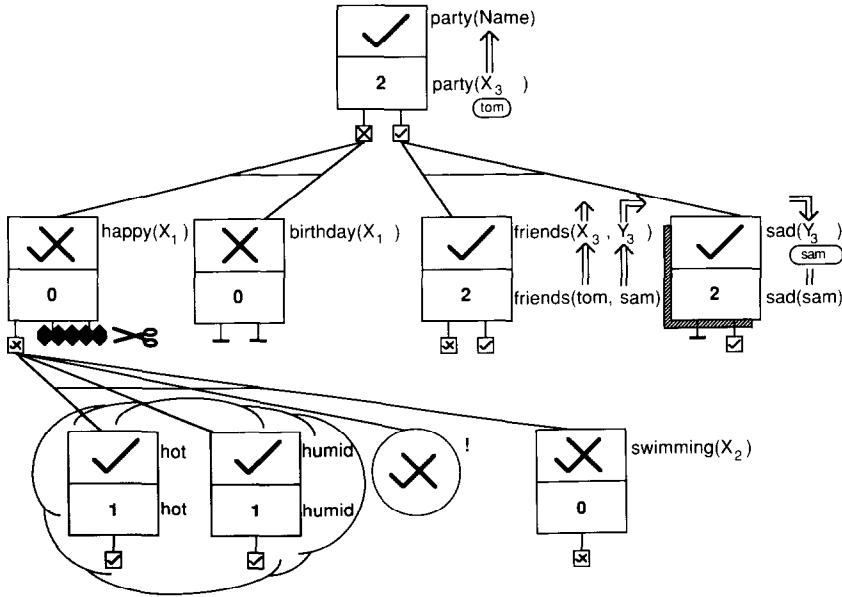 party(Name)
2
party(X3 )
tom
happy(X1)
0
birthday(X1 )
0
friends(X3 , Y3 )
2
friends(tom, sam)
sad(Y3 )
sam
2
sad(sam)
hot
1
hot
humid
1
humid
!
swimming(X2)
0